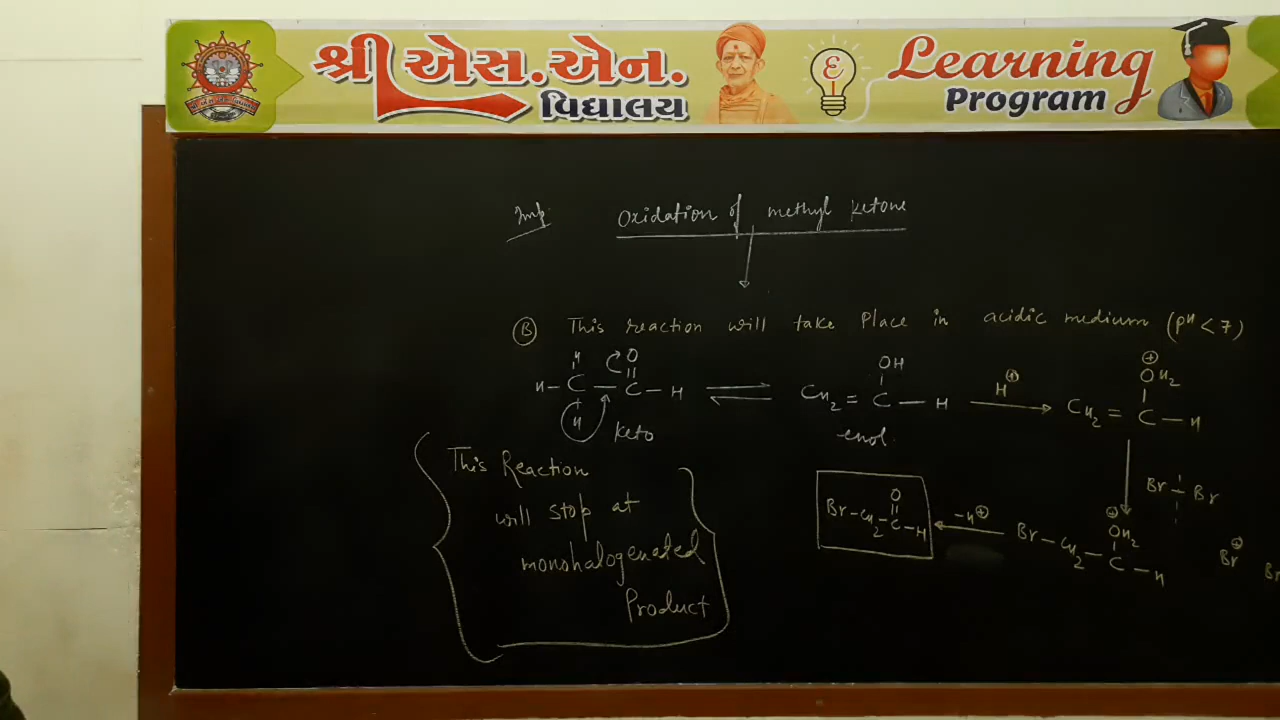 શ્રી એસ.એન. વિદ્યાલય
Learning Program
Imp. Oxidation of methyl ketone
Ⓑ This reaction will take Place in acidic medium (pH < 7)
H O
H – C – C – H ⇌ CH2 = C – H H⊕ → CH2 = C – H
H
OH
⊕
OH2
keto
enol.
This Reaction
will stop at
monohalogenated
Product
Br – Br
Br⊕ Br
⊕
OH2
Br – CH2 – C – H
–H⊕
O
Br – CH2 – C – H